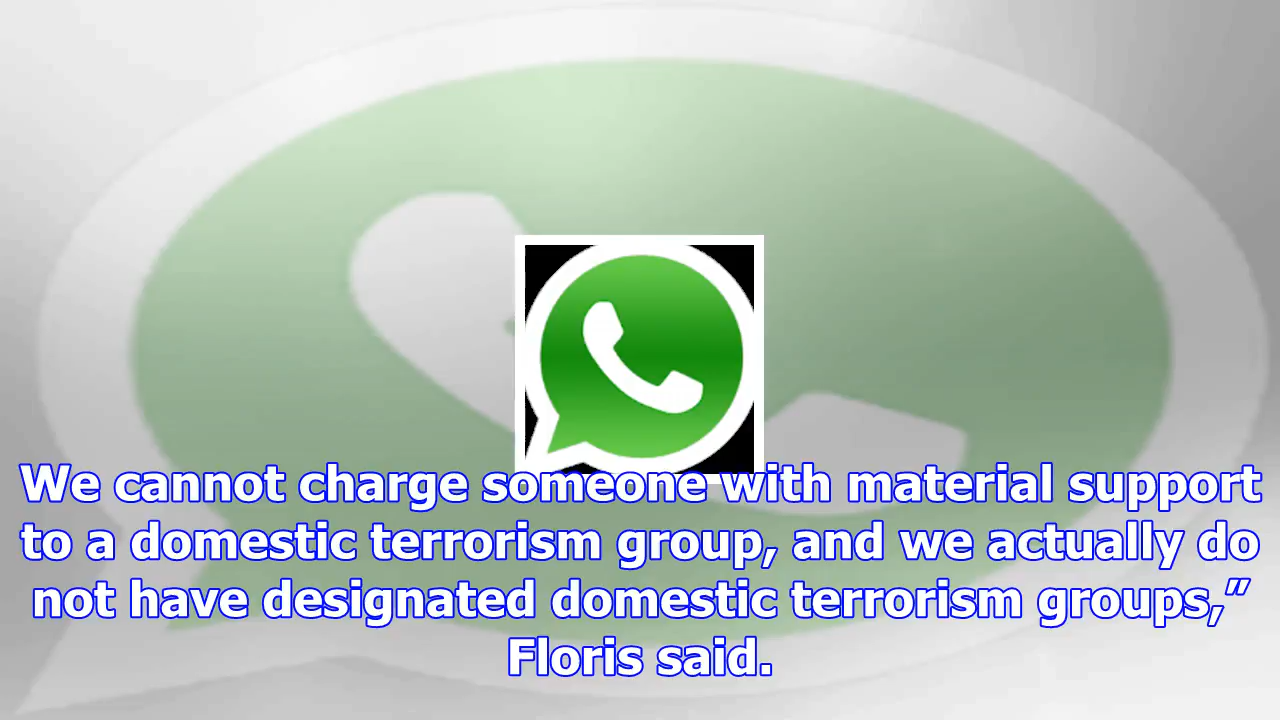 We cannot charge someone with material support
to a domestic terrorism group, and we actually do
not have designated domestic terrorism groups,”
Floris said.